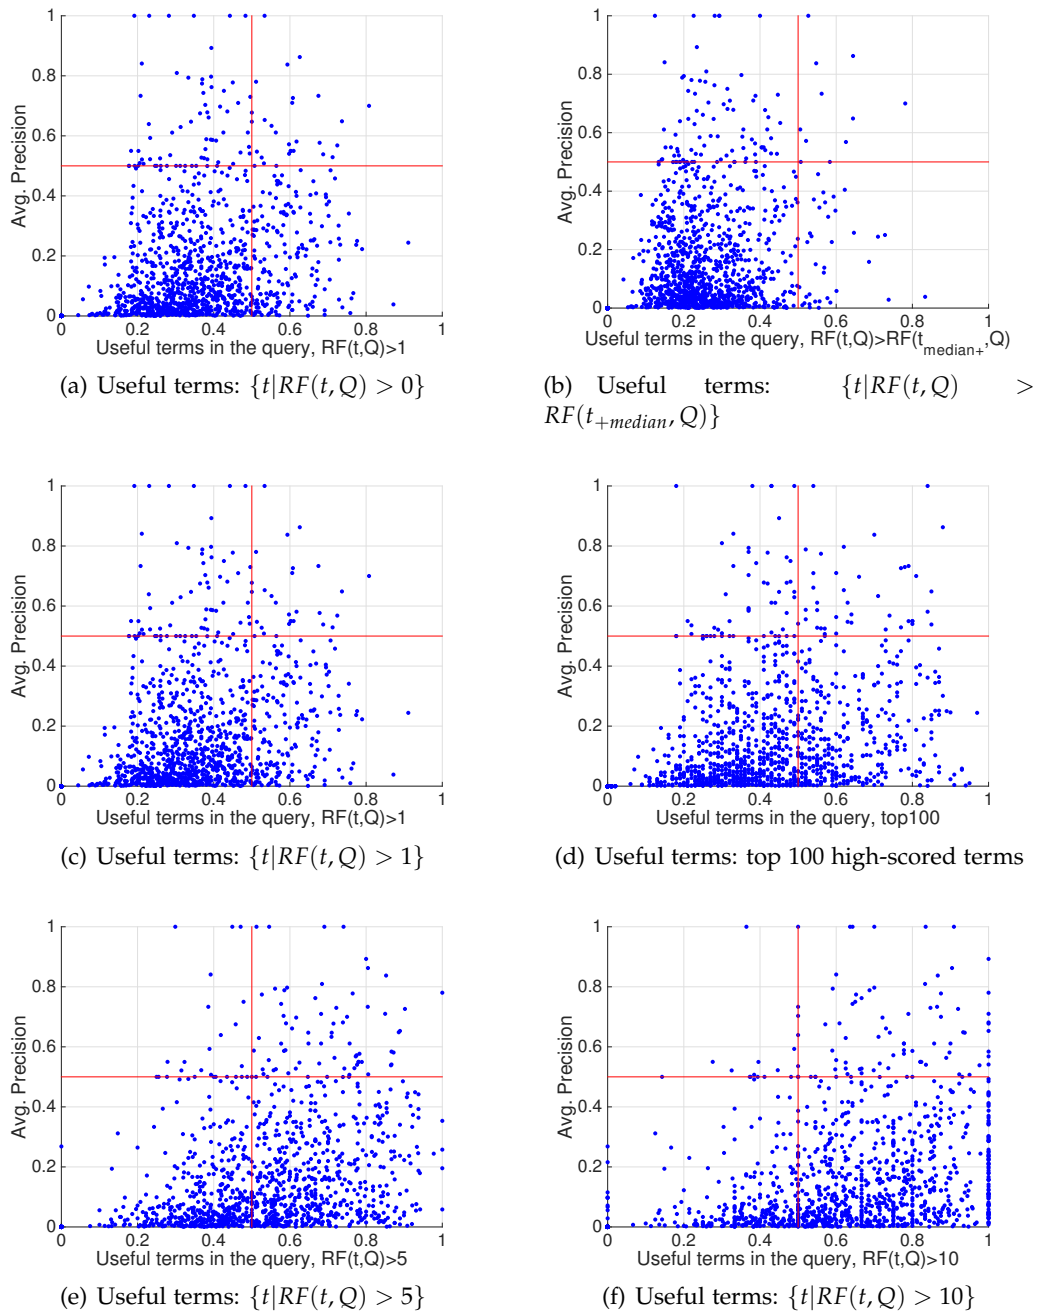 1
0.8
0.6
0.4
0.2
0
Avg. Precision
0 0.2 0.4 0.6 0.8 1
Useful terms in the query, RF(t,Q)>1
(a) Useful terms: {t|RF(t, Q) > 0}
1
0.8
0.6
0.4
0.2
0
Avg. Precision
0 0.2 0.4 0.6 0.8 1
Useful terms in the query, RF(t,Q)>RF(t_median+,Q)
(b) Useful terms: {t|RF(t, Q) >
RF(t_+median, Q)}
1
0.8
0.6
0.4
0.2
0
Avg. Precision
0 0.2 0.4 0.6 0.8 1
Useful terms in the query, RF(t,Q)>1
(c) Useful terms: {t|RF(t, Q) > 1}
1
0.8
0.6
0.4
0.2
0
Avg. Precision
0 0.2 0.4 0.6 0.8 1
Useful terms in the query, top100
(d) Useful terms: top 100 high-scored terms
1
0.8
0.6
0.4
0.2
0
Avg. Precision
0 0.2 0.4 0.6 0.8 1
Useful terms in the query, RF(t,Q)>5
(e) Useful terms: {t|RF(t, Q) > 5}
1
0.8
0.6
0.4
0.2
0
Avg. Precision
0 0.2 0.4 0.6 0.8 1
Useful terms in the query, RF(t,Q)>10
(f) Useful terms: {t|RF(t, Q) > 10}